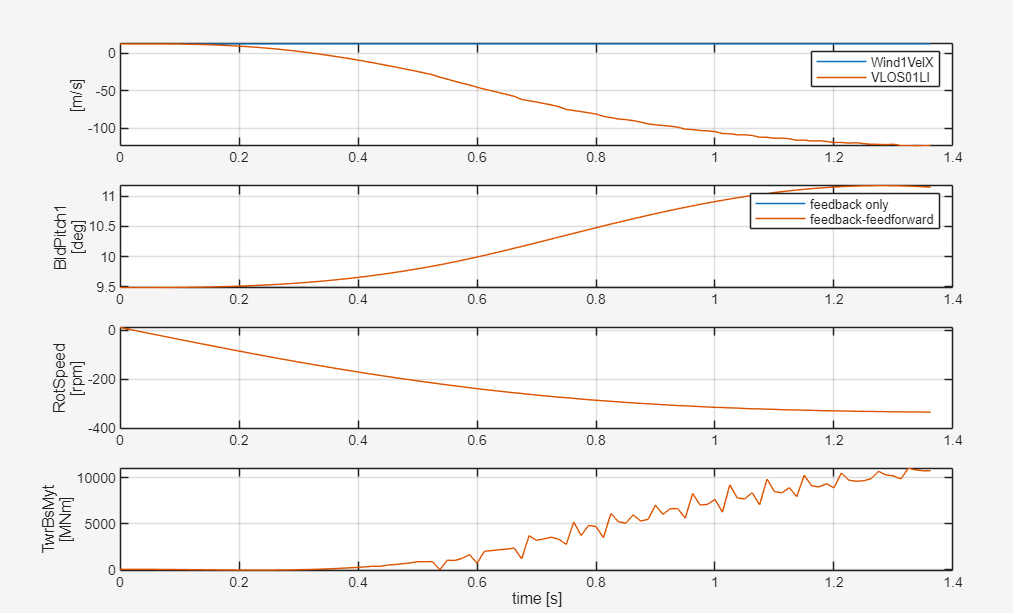 0
-50
-100
[m/s]
Wind1VelX
VLOS01LI
0 0.2 0.4 0.6 0.8 1 1.2 1.4
11
10.5
10
9.5
BldPitch1
[deg]
feedback only
feedback-feedforward
0 0.2 0.4 0.6 0.8 1 1.2 1.4
0
-200
-400
RotSpeed
[rpm]
0 0.2 0.4 0.6 0.8 1 1.2 1.4
10000
5000
0
TwrBsMyt
[MNm]
0 0.2 0.4 0.6 0.8 1 1.2 1.4
time [s]